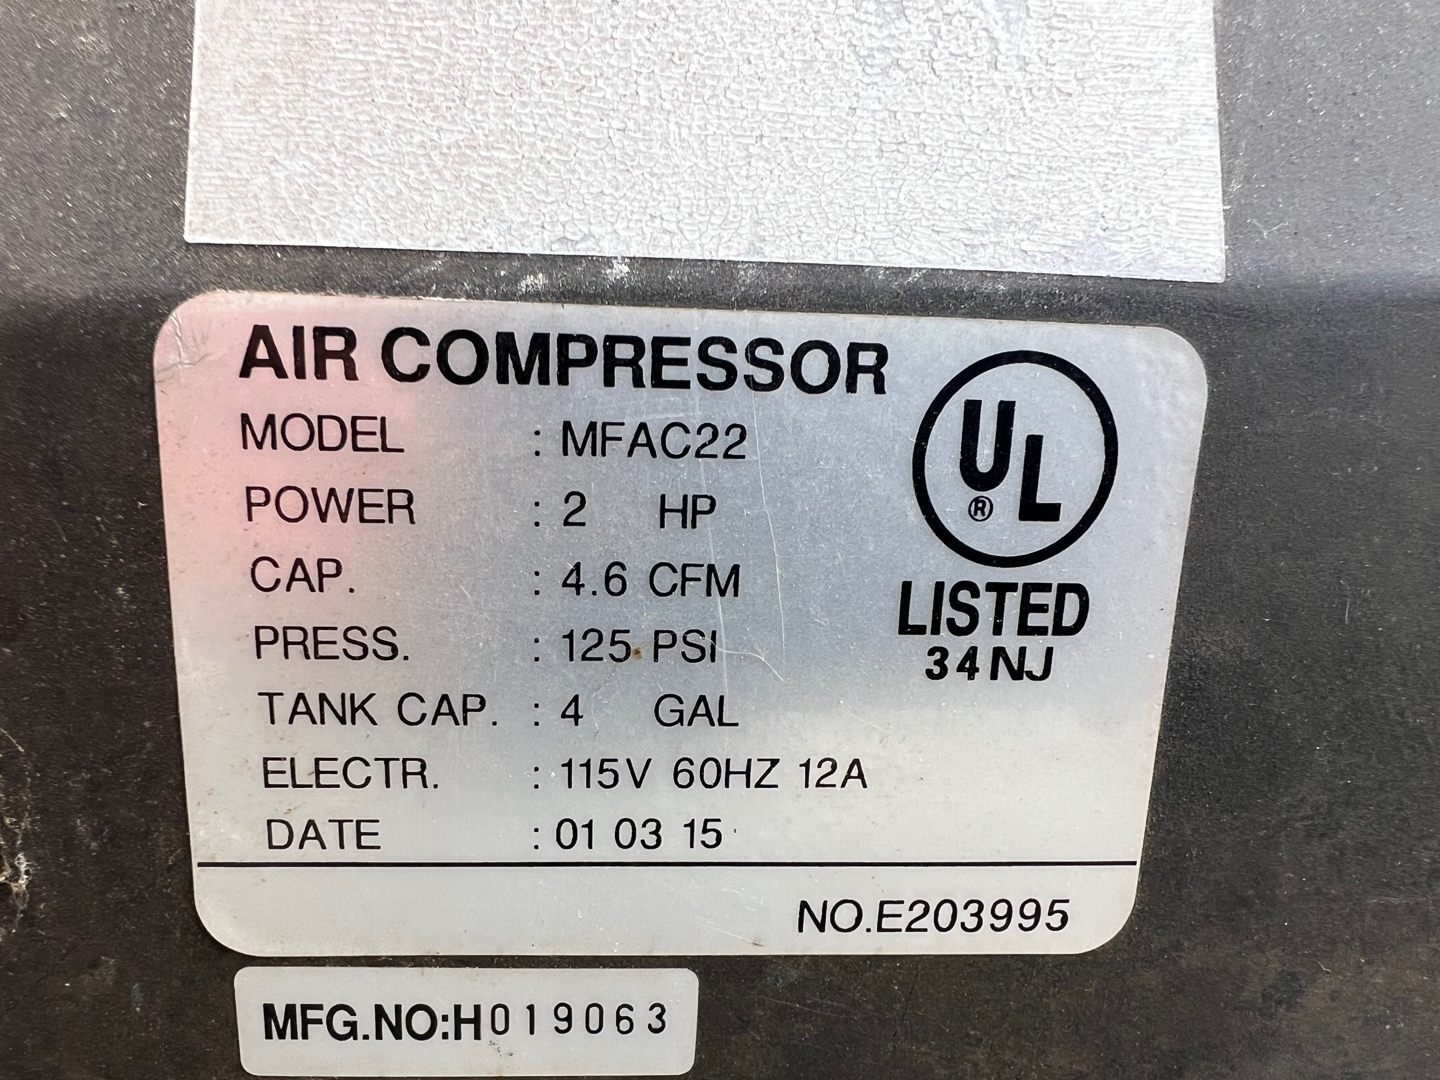 AIR COMPRESSOR
MODEL : MFAC22
POWER : 2 HP
CAP. : 4.6 CFM
PRESS. : 125 PSI
TANK CAP. : 4 GAL
ELECTR. : 115V 60HZ 12A
DATE : 01 03 15
UL
®
LISTED
34NJ
NO.E203995
MFG.NO:H019063